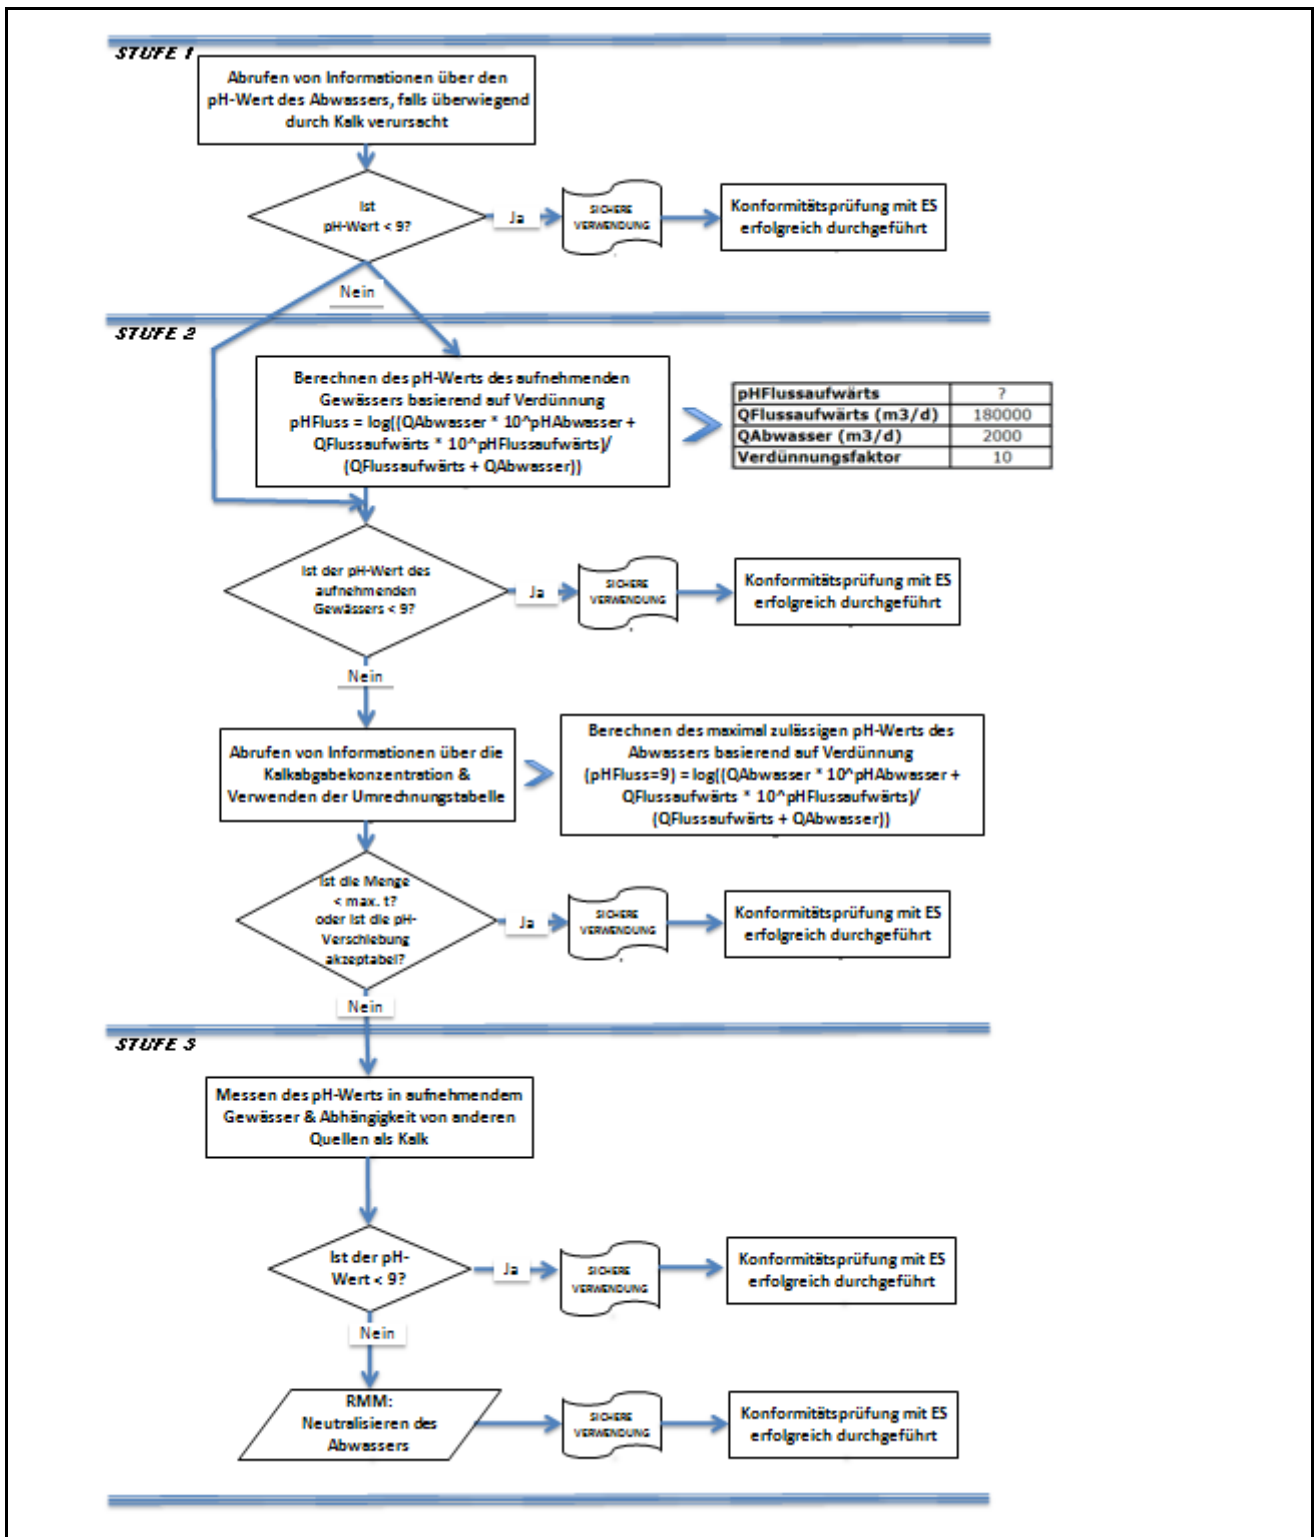 STUFE 1
Abrufen von Informationen über den
pH-Wert des Abwassers, falls überwiegend
durch Kalk verursacht
Ist
pH-Wert < 9?
Ja
SICHERE
VERWENDUNG
Konformitätsprüfung mit ES
erfolgreich durchgeführt
Nein
STUFE 2
Berechnen des pH-Werts des aufnehmenden
Gewässers basierend auf Verdünnung
pHFluss = log((QAbwasser * 10^pHAbwasser +
QFlussaufwärts * 10^pHFlussaufwärts)/
(QFlussaufwärts + QAbwasser))
pHFlussaufwärts ?
QFlussaufwärts (m3/d) 180000
QAbwasser (m3/d) 2000
Verdünnungsfaktor 10
Ist der pH-Wert des
aufnehmenden
Gewässers < 9?
Ja
SICHERE
VERWENDUNG
Konformitätsprüfung mit ES
erfolgreich durchgeführt
Nein
Abrufen von Informationen über die
Kalkabgabekonzentration &
Verwenden der Umrechnungstabelle
Berechnen des maximal zulässigen pH-Werts des
Abwassers basierend auf Verdünnung
(pHFluss=9) = log((QAbwasser * 10^pHAbwasser +
QFlussaufwärts * 10^pHFlussaufwärts)/
(QFlussaufwärts + QAbwasser))
Ist die Menge
< max. t?
oder ist die pH-
Verschiebung
akzeptabel?
Ja
SICHERE
VERWENDUNG
Konformitätsprüfung mit ES
erfolgreich durchgeführt
Nein
STUFE 3
Messen des pH-Werts in aufnehmendem
Gewässer & Abhängigkeit von anderen
Quellen als Kalk
Ist der pH-
Wert < 9?
Ja
SICHERE
VERWENDUNG
Konformitätsprüfung mit ES
erfolgreich durchgeführt
Nein
RMM:
Neutralisieren des
Abwassers
SICHERE
VERWENDUNG
Konformitätsprüfung mit ES
erfolgreich durchgeführt